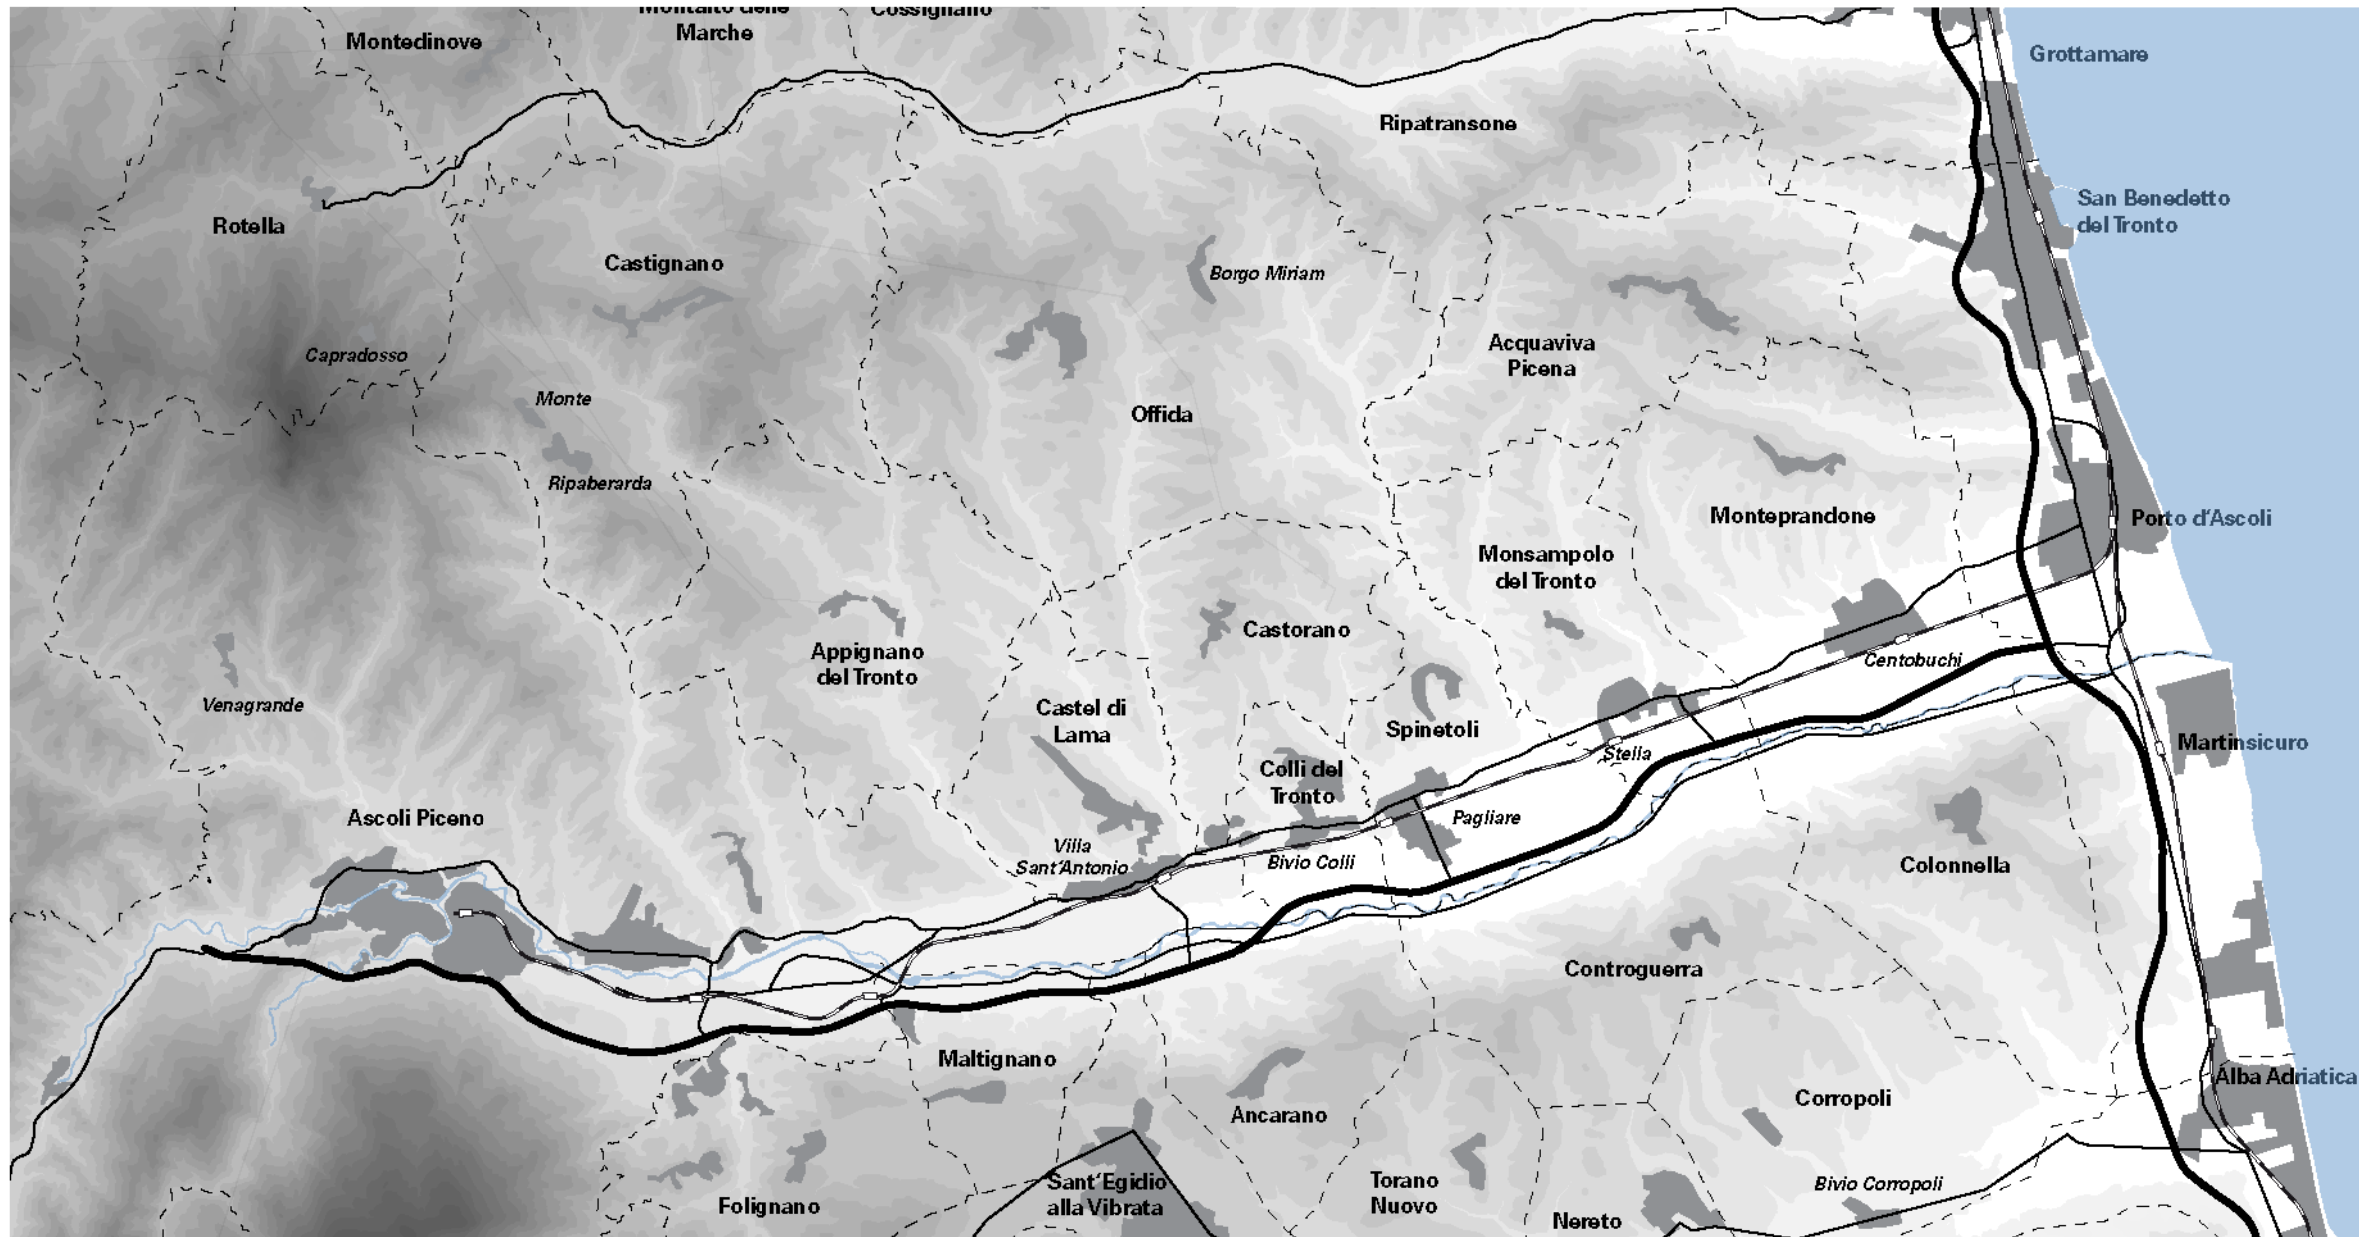 Montalto delle
Marche
Cossignano
Montedinove
Grottamare
Ripatransone
San Benedetto
del Tronto
Rotella
Castignano
Borgo Miriam
Capradosso
Acquaviva
Picena
Monte
Offida
Ripaberarda
Monteprandone
Porto d'Ascoli
Monsampolo
del Tronto
Castorano
Appignano
del Tronto
Centobuchi
Venagrande
Castel di
Lama
Spinetoli
Martinsicuro
Stella
Colli del
Tronto
Ascoli Piceno
Pagliare
Villa
Sant'Antonio
Bivio Colli
Colonnella
Controguerra
Maltignano
Alba Adriatica
Corropoli
Ancarano
Sant'Egidio
alla Vibrata
Torano
Nuovo
Bivio Corropoli
Folignano
Nereto